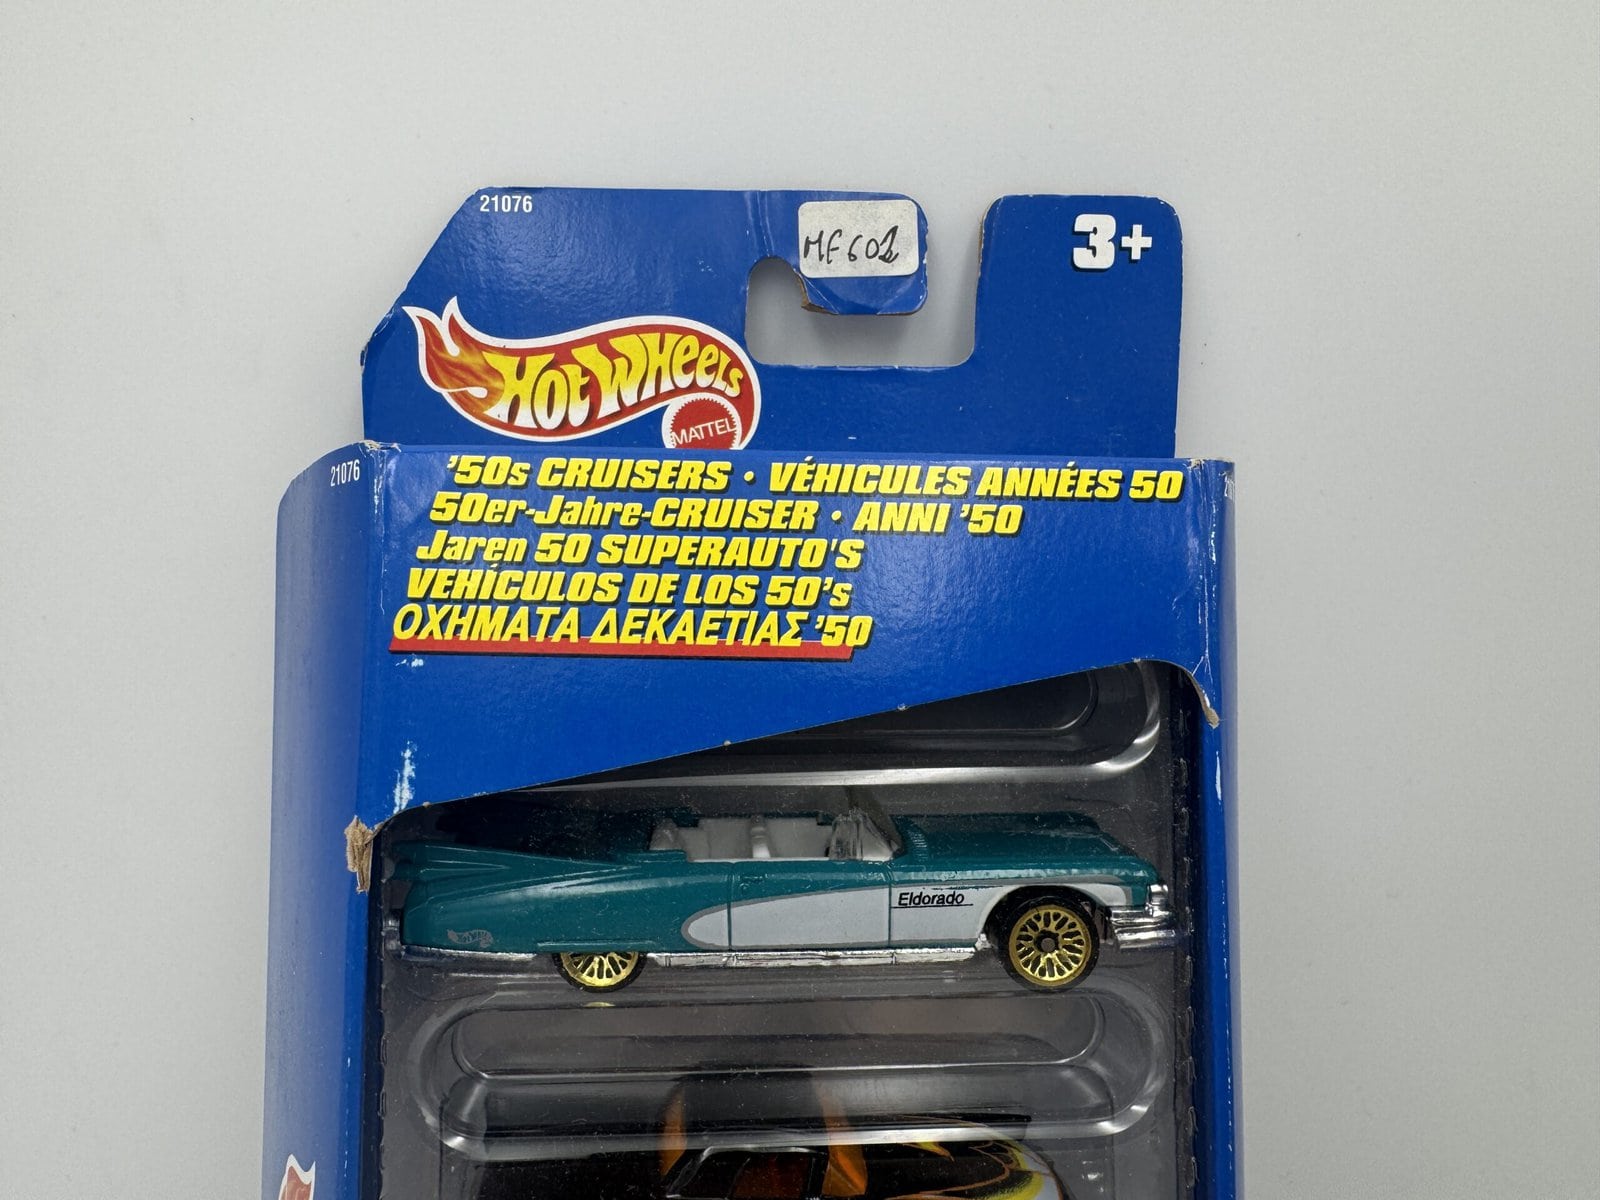 21076
MF601
3+
HOT WHEELS
MATTEL
21076
'50s CRUISERS · VÉHICULES ANNÉES 50
50er-Jahre-CRUISER · ANNI '50
Jaren 50 SUPERAUTO'S
VEHÍCULOS DE LOS 50's
ΟΧΗΜΑΤΑ ΔΕΚΑΕΤΙΑΣ '50
Eldorado